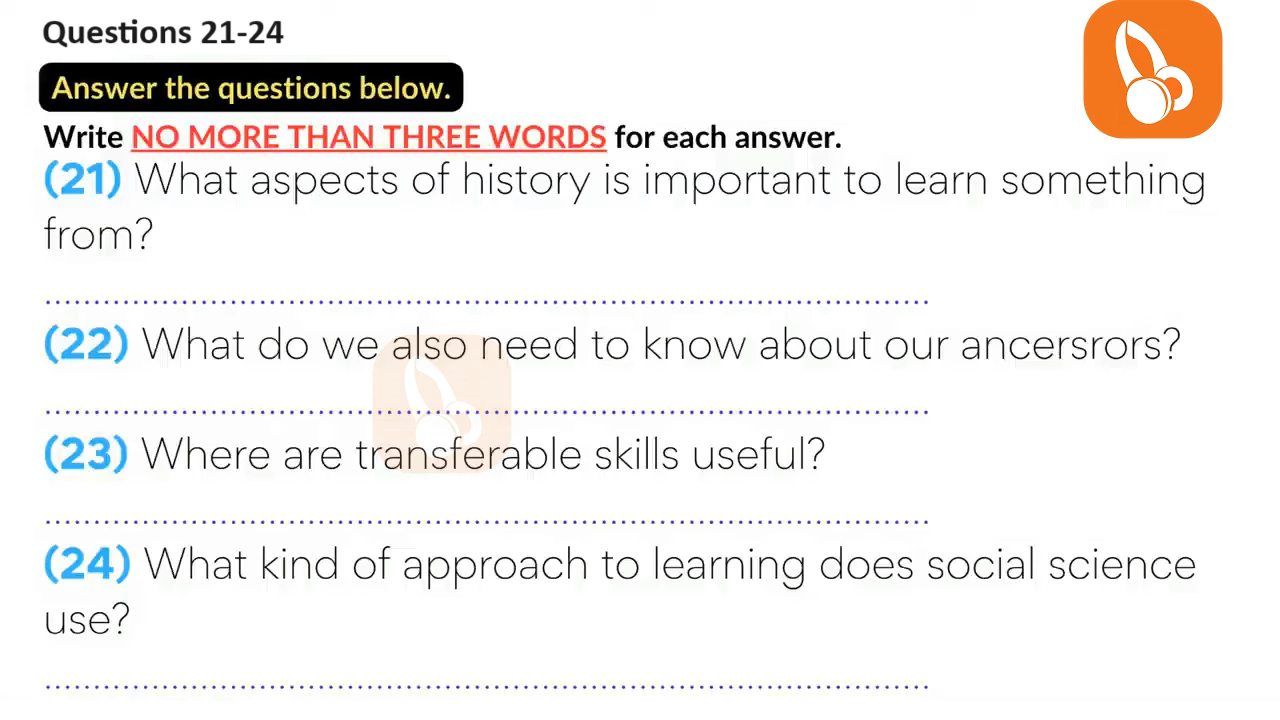 Questions 21-24
Answer the questions below.
Write NO MORE THAN THREE WORDS for each answer.
(21) What aspects of history is important to learn something
from?
................................................................................
(22) What do we also need to know about our ancersrors?
................................................................................
(23) Where are transferable skills useful?
................................................................................
(24) What kind of approach to learning does social science
use?
................................................................................